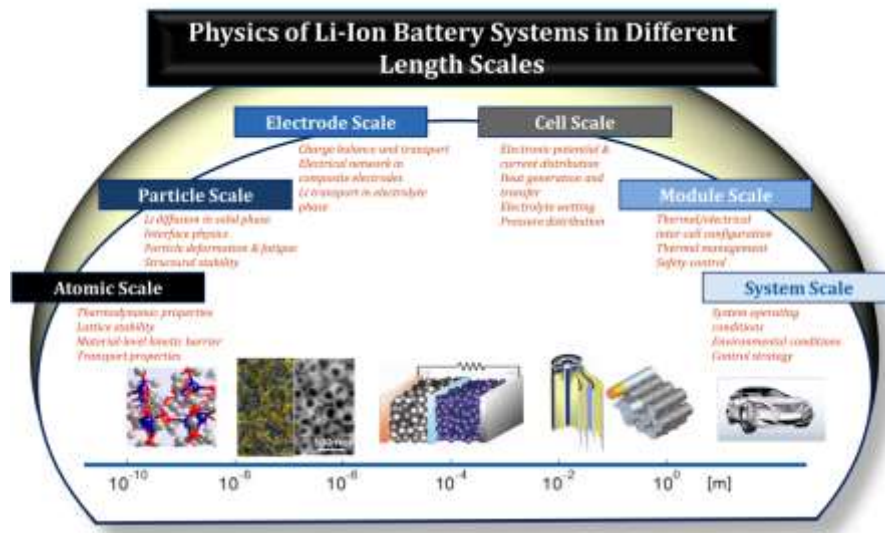 Physics of Li-Ion Battery Systems in Different
Length Scales
Electrode Scale
Charge balance and transport
Electrical network in
composite electrodes
Li transport in electrolyte
phase
Cell Scale
Electronic potential &
current distribution
Heat generation and
transfer
Electrolyte wetting
Pressure distribution
Particle Scale
Li diffusion in solid phase
Interface physics
Particle deformation & fatigue
Structural stability
Module Scale
Thermal/electrical
inter-cell configuration
Thermal management
Safety control
Atomic Scale
Thermodynamic properties
Lattice stability
Material-level kinetic barrier
Transport properties
System Scale
System operating
conditions
Environmental conditions
Control strategy
10⁻¹⁰ 10⁻⁸ 10⁻⁶ 10⁻⁴ 10⁻² 10⁰ [m]